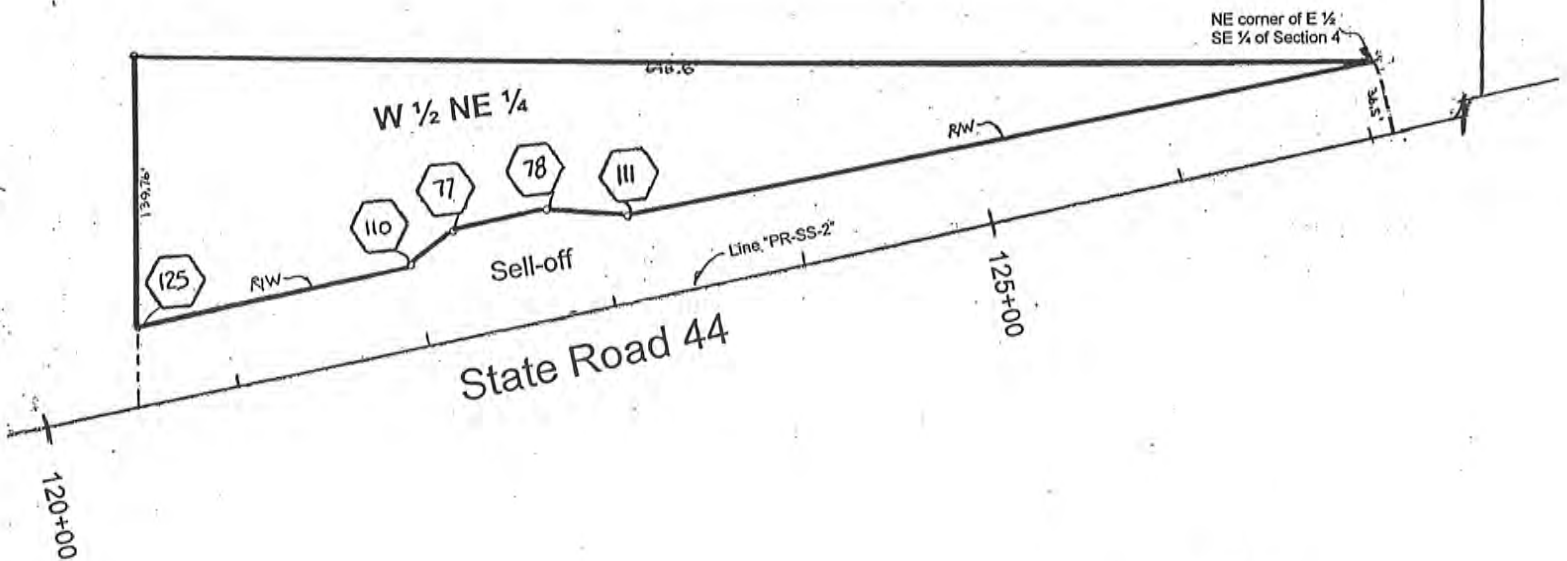 NE corner of E ½
SE ¼ of Section 4
W ½ NE ¼
139.76'
36.5'
R/W
78
111
77
110
125
R/W
Sell-off
Line "PR-SS-2"
State Road 44
125+00
120+00